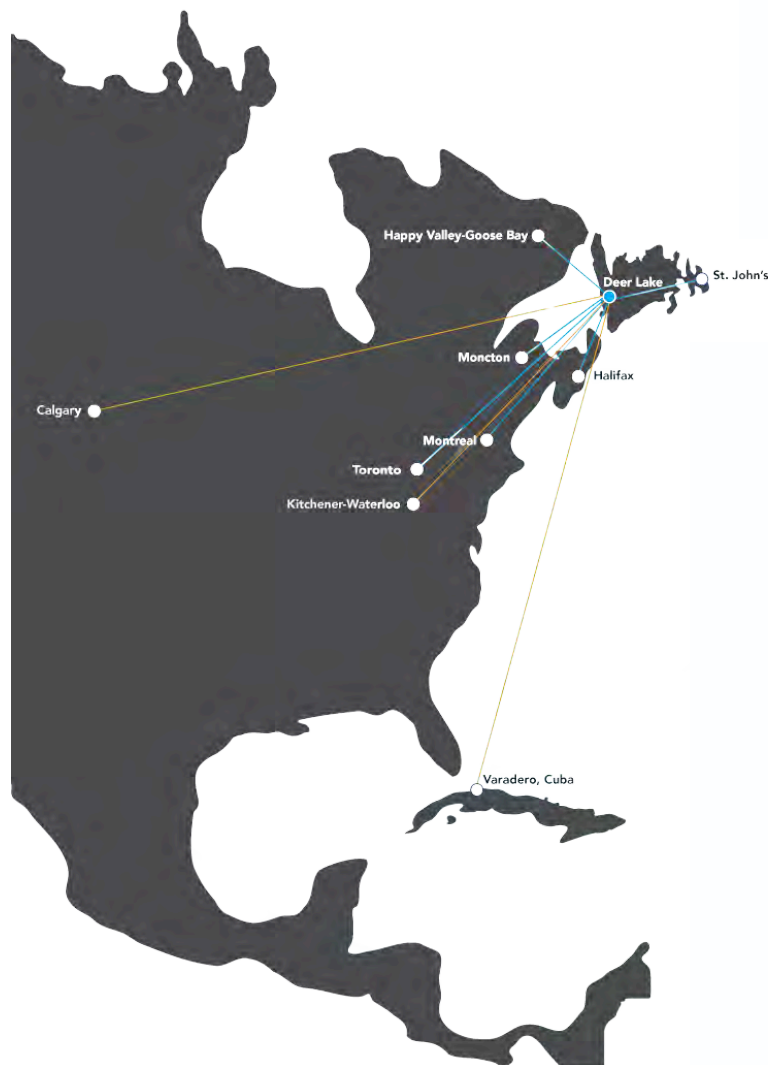 Happy Valley-Goose Bay
St. John's
Deer Lake
Moncton
Halifax
Calgary
Montreal
Toronto
Kitchener-Waterloo
Varadero, Cuba